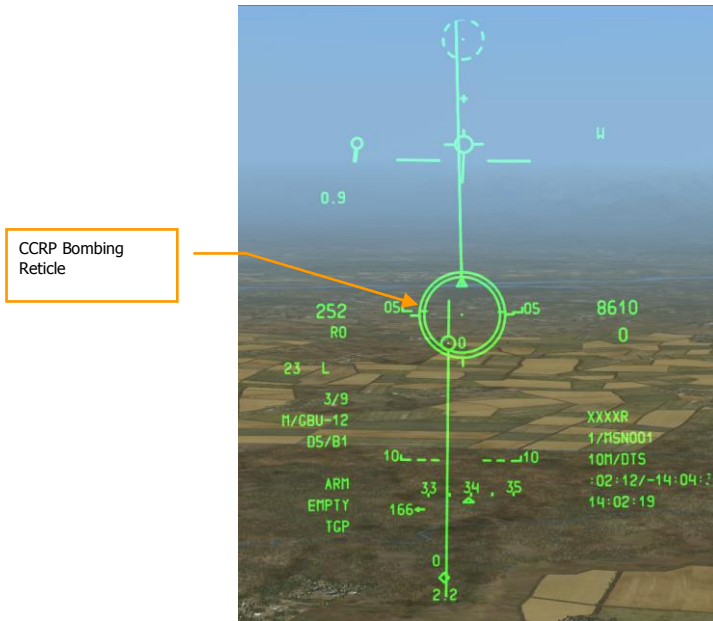 CCRP Bombing
Reticle
W
0.9
05 05
252 8610
RO 0
0
23 L
3/9
M/GBU-12 XXXXR
D5/B1 1/MSN001
10 10 10M/DTS
ARM 33 . 34 . 35 :02:12/-14:04:
EMPTY 166 14:02:19
TGP
0
2.2